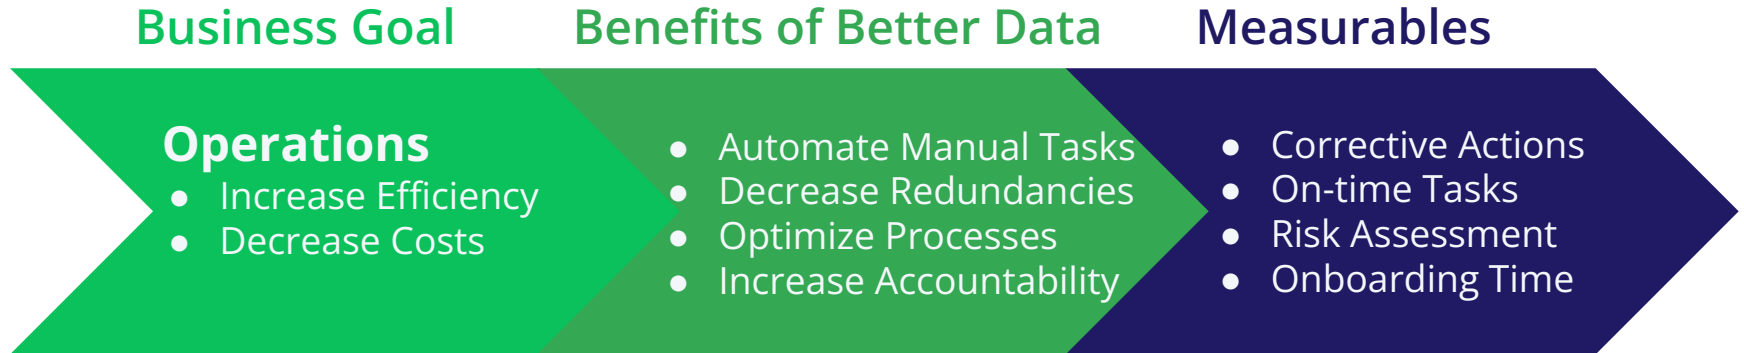 Business Goal
Benefits of Better Data
Measurables
Operations
● Increase Efficiency
● Decrease Costs
● Automate Manual Tasks
● Decrease Redundancies
● Optimize Processes
● Increase Accountability
● Corrective Actions
● On-time Tasks
● Risk Assessment
● Onboarding Time